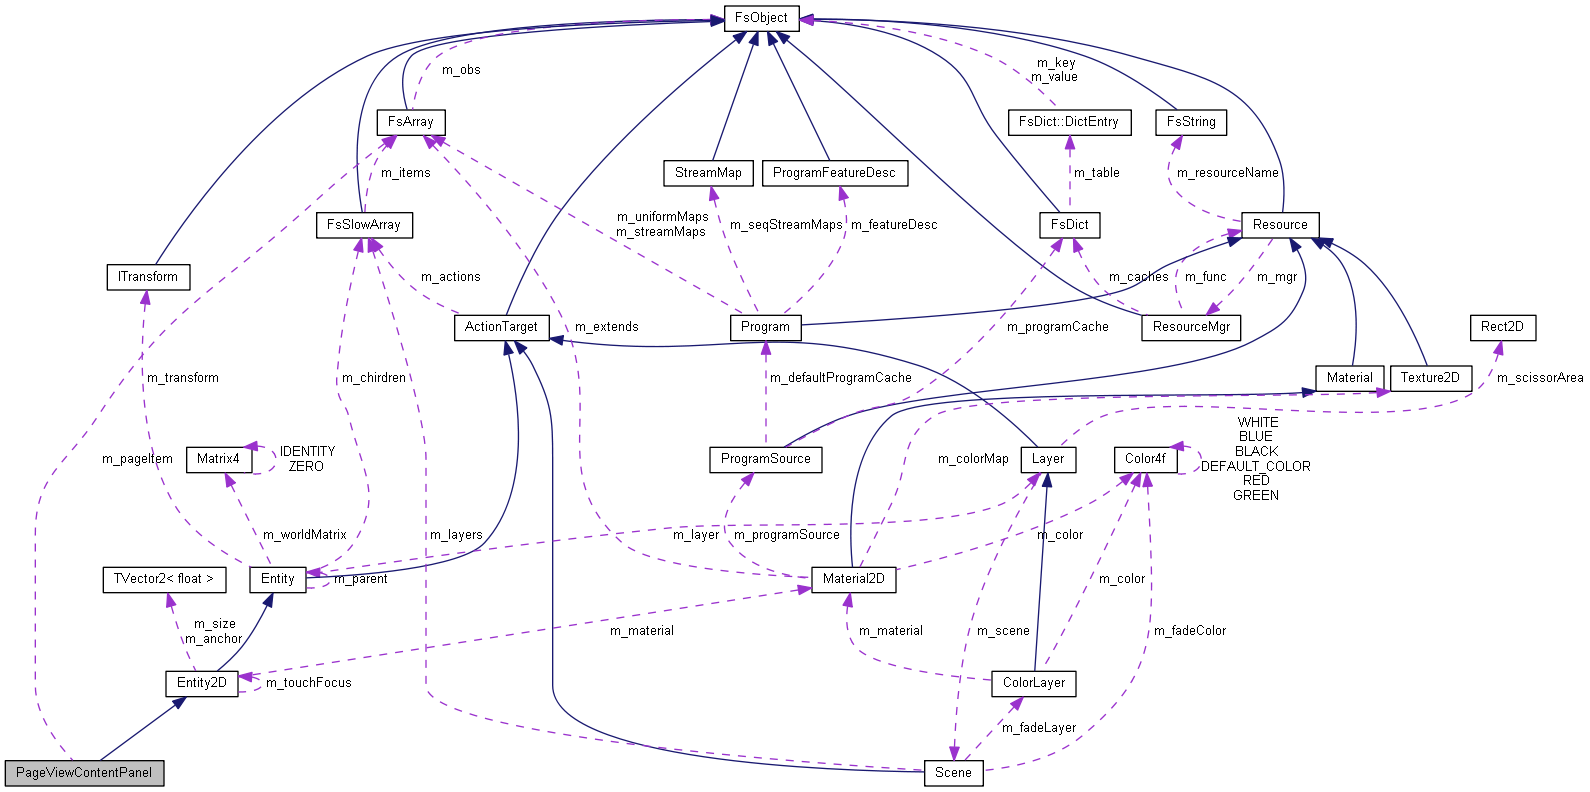 FsObject
m_key
m_value
m_obs
FsArray
FsDict::DictEntry
FsString
m_items
StreamMap
ProgramFeatureDesc
m_table
m_resourceName
m_uniformMaps
m_streamMaps
FsSlowArray
m_seqStreamMaps
m_featureDesc
FsDict
Resource
ITransform
m_actions
m_caches
m_func
m_mgr
ActionTarget
m_extends
Program
m_programCache
ResourceMgr
Rect2D
m_transform
m_chirdren
m_defaultProgramCache
Material
Texture2D
m_scissorArea
WHITE
BLUE
BLACK
DEFAULT_COLOR
RED
GREEN
m_pageItem
Matrix4
IDENTITY
ZERO
ProgramSource
m_colorMap
Layer
Color4f
m_worldMatrix
m_layers
m_layer
m_programSource
m_color
TVector2< float >
Entity
m_parent
Material2D
m_color
m_size
m_anchor
m_material
m_material
m_scene
m_fadeColor
Entity2D
m_touchFocus
ColorLayer
m_fadeLayer
PageViewContentPanel
Scene